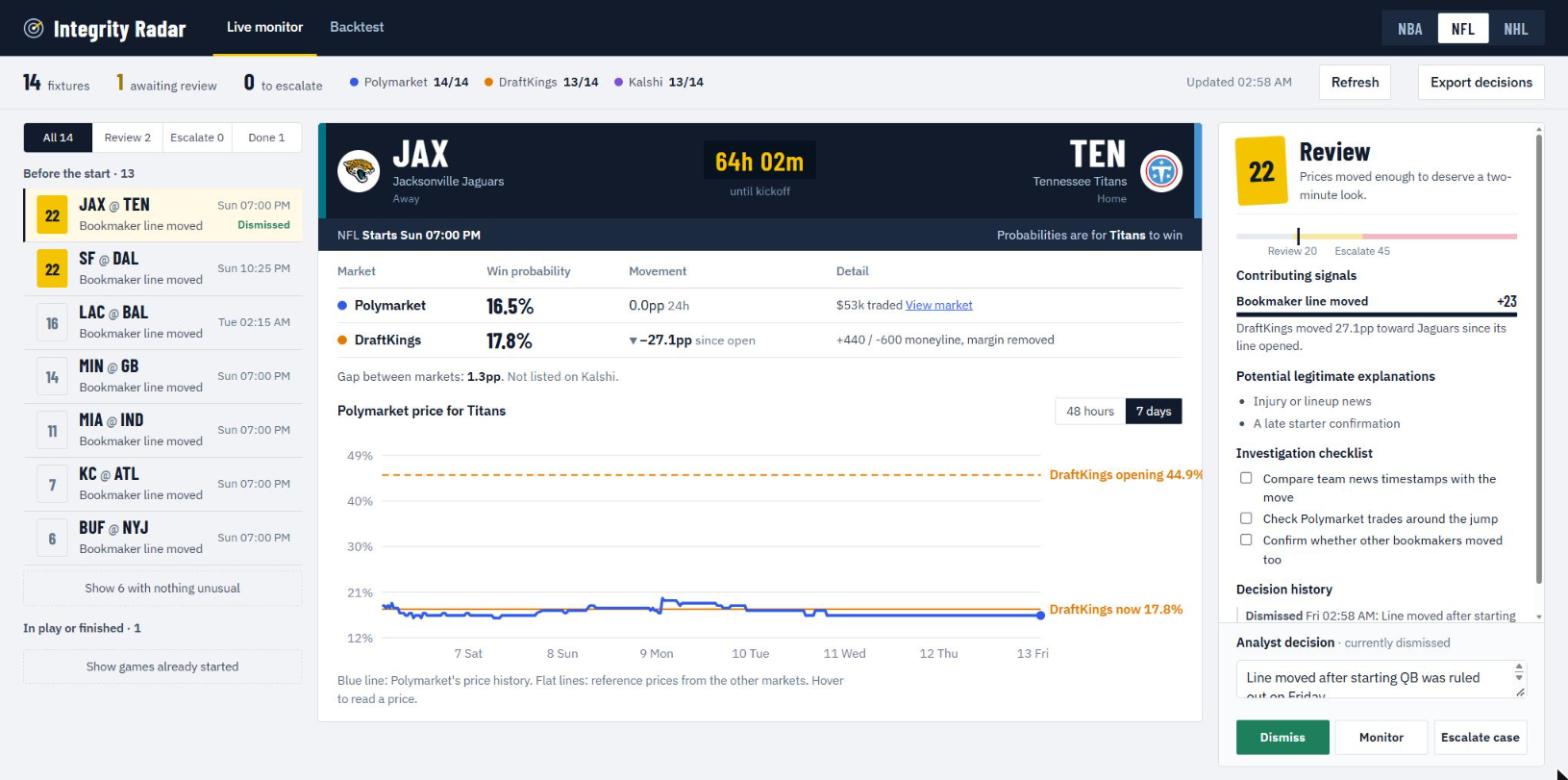 Integrity Radar
Live monitor
Backtest
NBA
NFL
NHL
14 fixtures
1 awaiting review
0 to escalate
Polymarket 14/14
DraftKings 13/14
Kalshi 13/14
Updated 02:58 AM
Refresh
Export decisions
All 14
Review 2
Escalate 0
Done 1
Before the start · 13
22
JAX @ TEN
Sun 07:00 PM
Bookmaker line moved
Dismissed
22
SF @ DAL
Sun 10:25 PM
Bookmaker line moved
16
LAC @ BAL
Tue 02:15 AM
Bookmaker line moved
14
MIN @ GB
Sun 07:00 PM
Bookmaker line moved
11
MIA @ IND
Sun 07:00 PM
Bookmaker line moved
7
KC @ ATL
Sun 07:00 PM
Bookmaker line moved
6
BUF @ NYJ
Sun 07:00 PM
Bookmaker line moved
Show 6 with nothing unusual
In play or finished · 1
Show games already started
JAX
Jacksonville Jaguars
Away
64h 02m
until kickoff
TEN
Tennessee Titans
Home
NFL Starts Sun 07:00 PM
Probabilities are for Titans to win
Market
Win probability
Movement
Detail
Polymarket
16.5%
0.0pp 24h
$53k traded View market
DraftKings
17.8%
▼−27.1pp since open
+440 / -600 moneyline, margin removed
Gap between markets: 1.3pp. Not listed on Kalshi.
Polymarket price for Titans
48 hours
7 days
49%
DraftKings opening 44.9%
40%
30%
21%
DraftKings now 17.8%
12%
7 Sat
8 Sun
9 Mon
10 Tue
11 Wed
12 Thu
13 Fri
Blue line: Polymarket's price history. Flat lines: reference prices from the other markets. Hover
to read a price.
22
Review
Prices moved enough to deserve a two-
minute look.
Review 20
Escalate 45
Contributing signals
Bookmaker line moved
+23
DraftKings moved 27.1pp toward Jaguars since its
line opened.
Potential legitimate explanations
Injury or lineup news
A late starter confirmation
Investigation checklist
Compare team news timestamps with the
move
Check Polymarket trades around the jump
Confirm whether other bookmakers moved
too
Decision history
Dismissed Fri 02:58 AM: Line moved after starting
Analyst decision · currently dismissed
Line moved after starting QB was ruled
out on Friday
Dismiss
Monitor
Escalate case